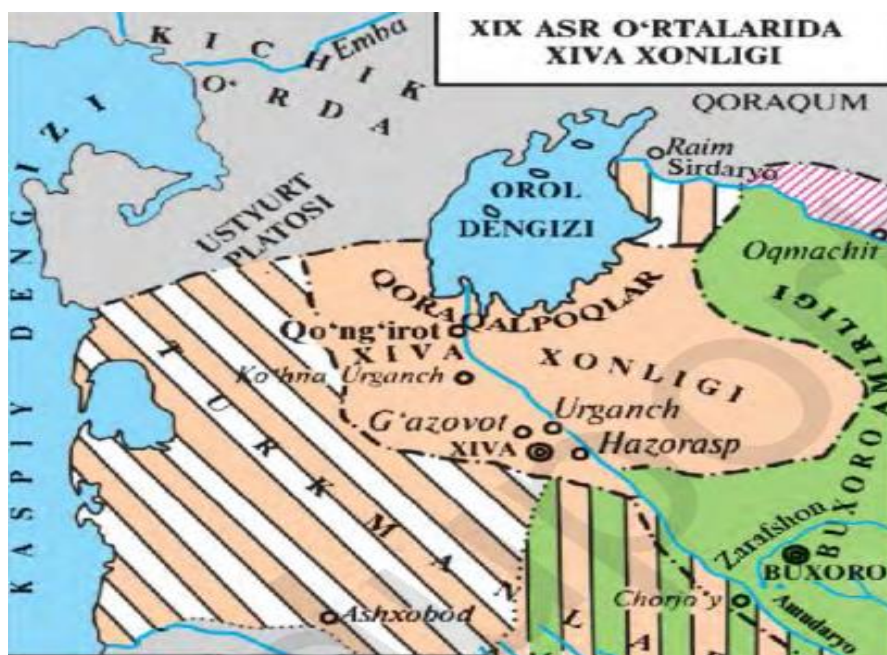 XIX ASR O‘RTALARIDA
XIVA XONLIGI
KICHIK
O‘RDA
Emba
QORAQUM
Raim
Sirdaryo
OROL
DENGIZI
USTYURT
PLATOSI
Oqmachit
KASPIY DENGIZI
QORAQALPOQLAR
Qo‘ng‘irot
XIVA XONLIGI
Ko‘hna Urganch
G‘azovot
Urganch
XIVA
Hazorasp
BUXORO AMIRLIGI
TURKMANLA
Zarafshon
BUXORO
Chorjo‘y
Amudaryo
Ashxobod